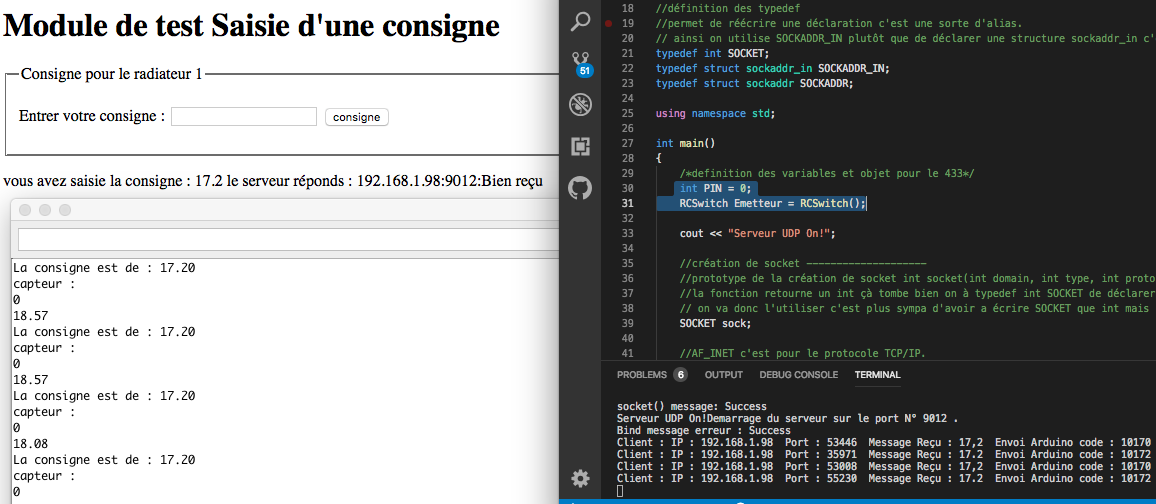 Module de test Saisie d'une consigne
Consigne pour le radiateur 1
Entrer votre consigne :
consigne
vous avez saisie la consigne : 17.2 le serveur réponds : 192.168.1.98:9012:Bien reçu
La consigne est de : 17.20
capteur :
0
18.57
La consigne est de : 17.20
capteur :
0
18.57
La consigne est de : 17.20
capteur :
0
18.08
La consigne est de : 17.20
capteur :
0
51
18 //définition des typedef
19 //permet de réécrire une déclaration c'est une sorte d'alias.
20 // ainsi on utilise SOCKADDR_IN plutôt que de déclarer une structure sockaddr_in c'
21 typedef int SOCKET;
22 typedef struct sockaddr_in SOCKADDR_IN;
23 typedef struct sockaddr SOCKADDR;
24
25 using namespace std;
26
27 int main()
28 {
29 /*definition des variables et objet pour le 433*/
30 int PIN = 0;
31 RCSwitch Emetteur = RCSwitch();
32
33 cout << "Serveur UDP On!";
34
35 //création de socket --------------------
36 //prototype de la création de socket int socket(int domain, int type, int proto
37 //la fonction retourne un int çà tombe bien on à typedef int SOCKET de déclarer
38 // on va donc l'utiliser c'est plus sympa d'avoir a écrire SOCKET que int mais
39 SOCKET sock;
40
41 //AF_INET c'est pour le protocole TCP/IP.
PROBLEMS 6 OUTPUT DEBUG CONSOLE TERMINAL
socket() message: Success
Serveur UDP On!Demarrage du serveur sur le port N° 9012 .
Bind message erreur : Success
Client : IP : 192.168.1.98 Port : 53446 Message Reçu : 17,2 Envoi Arduino code : 10170
Client : IP : 192.168.1.98 Port : 35971 Message Reçu : 17.2 Envoi Arduino code : 10172
Client : IP : 192.168.1.98 Port : 53008 Message Reçu : 17,2 Envoi Arduino code : 10170
Client : IP : 192.168.1.98 Port : 55230 Message Reçu : 17.2 Envoi Arduino code : 10172